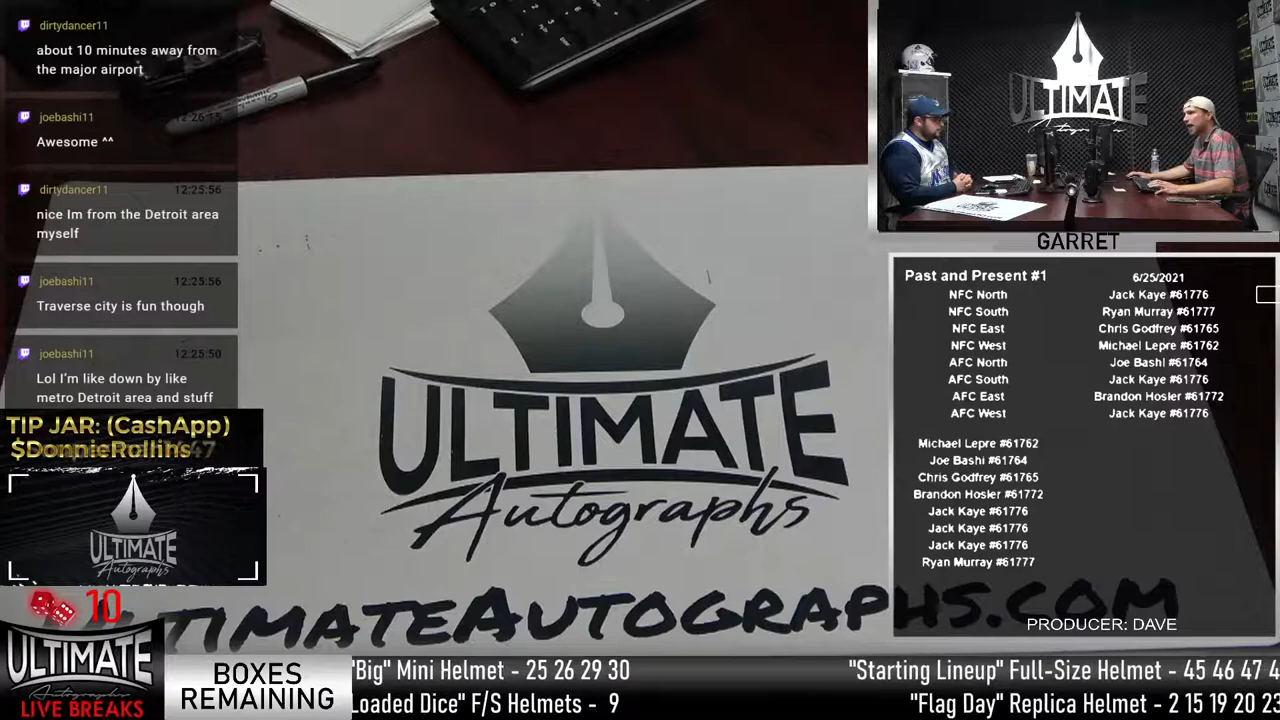 dirtydancer11
about 10 minutes away from
the major airport
joebashi11
12:26:15
Awesome ^^
dirtydancer11
12:25:56
nice Im from the Detroit area
myself
joebashi11
12:25:56
Traverse city is fun though
joebashi11
12:25:50
Lol I'm like down by like
metro Detroit area and stuff
TIP JAR: (CashApp)
$DonnieRollins
ULTIMATE
Autographs
10
ULTIMATE
Autographs
LIVE BREAKS
BOXES
REMAINING
ULTIMATE
Autographs
TIMATEAUTOGRAPHS.COM
ULTIMATE
Autographs
GARRET
Past and Present #1 6/25/2021
NFC North Jack Kaye #61776
NFC South Ryan Murray #61777
NFC East Chris Godfrey #61765
NFC West Michael Lepre #61762
AFC North Joe Bashi #61764
AFC South Jack Kaye #61776
AFC East Brandon Hosler #61772
AFC West Jack Kaye #61776
Michael Lepre #61762
Joe Bashi #61764
Chris Godfrey #61765
Brandon Hosler #61772
Jack Kaye #61776
Jack Kaye #61776
Jack Kaye #61776
Ryan Murray #61777
PRODUCER: DAVE
"Big" Mini Helmet - 25 26 29 30
"Starting Lineup" Full-Size Helmet - 45 46 47 4
Loaded Dice" F/S Helmets - 9
"Flag Day" Replica Helmet - 2 15 19 20 23